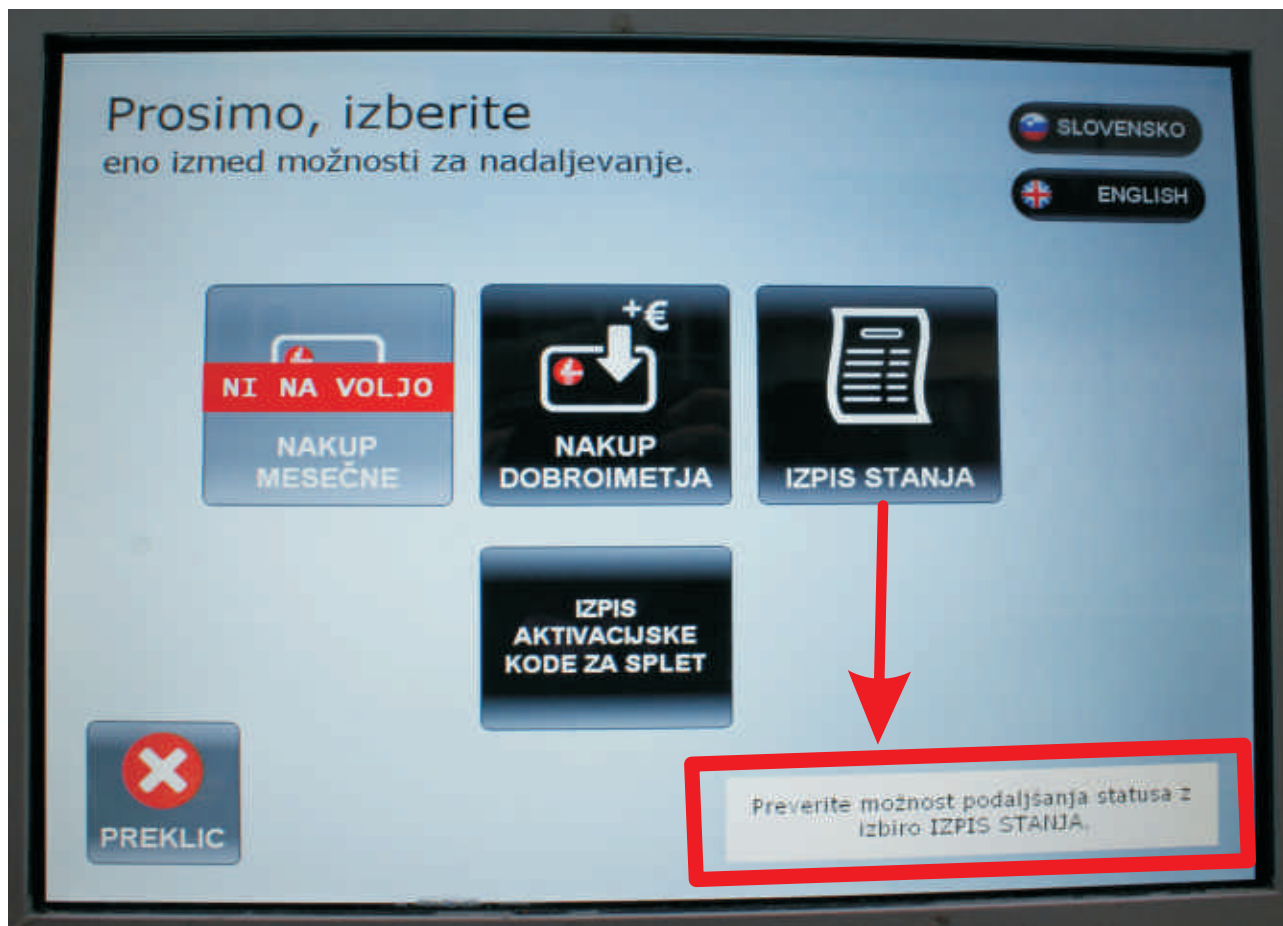 Prosimo, izberite
eno izmed možnosti za nadaljevanje.
SLOVENSKO
ENGLISH
NI NA VOLJO
NAKUP
MESEČNE
+€
NAKUP
DOBROIMETJA
IZPIS STANJA
IZPIS
AKTIVACIJSKE
KODE ZA SPLET
PREKLIC
Preverite možnost podaljšanja statusa z
izbiro IZPIS STANJA.